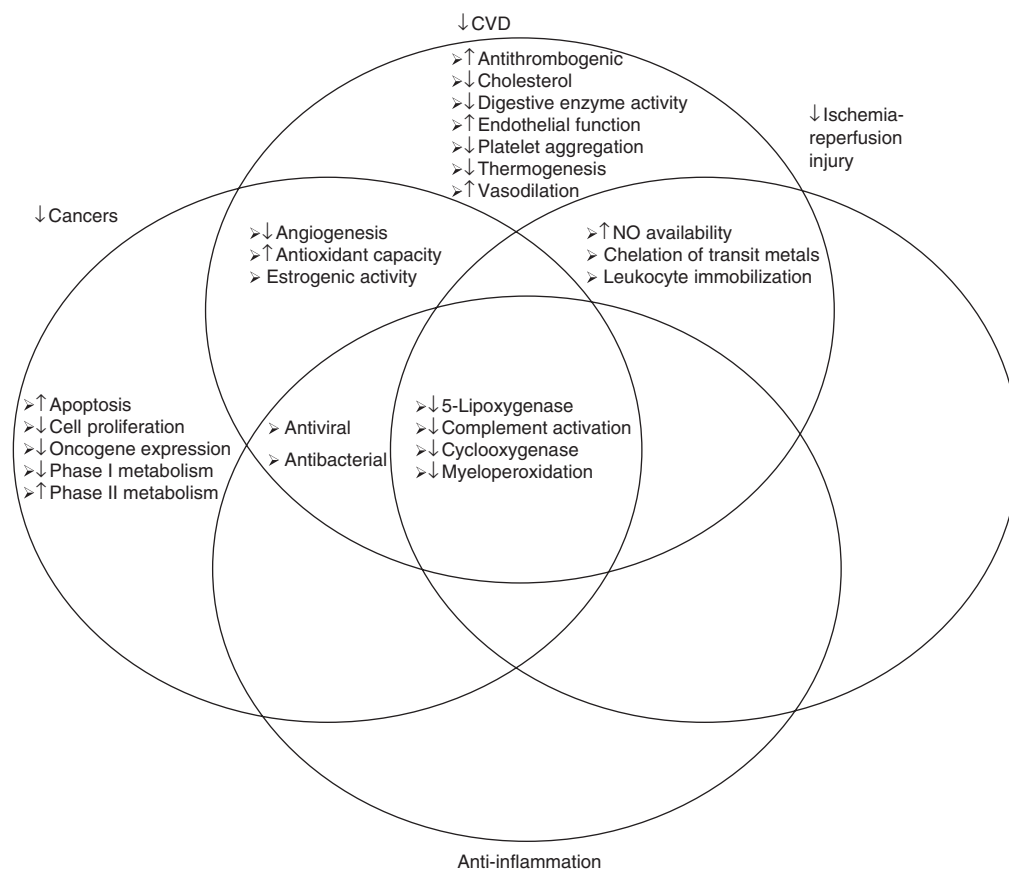 ↓CVD
➢↑Antithrombogenic
➢↓Cholesterol
➢↓Digestive enzyme activity
➢↑Endothelial function
➢↓Platelet aggregation
➢↓Thermogenesis
➢↑Vasodilation
↓Ischemia-
reperfusion
injury
↓Cancers
➢↓Angiogenesis
➢↑Antioxidant capacity
➢ Estrogenic activity
➢↑NO availability
➢ Chelation of transit metals
➢ Leukocyte immobilization
➢↑Apoptosis
➢↓Cell proliferation
➢↓Oncogene expression
➢↓Phase I metabolism
➢↑Phase II metabolism
➢ Antiviral
➢ Antibacterial
➢↓5-Lipoxygenase
➢↓Complement activation
➢↓Cyclooxygenase
➢↓Myeloperoxidation
Anti-inflammation